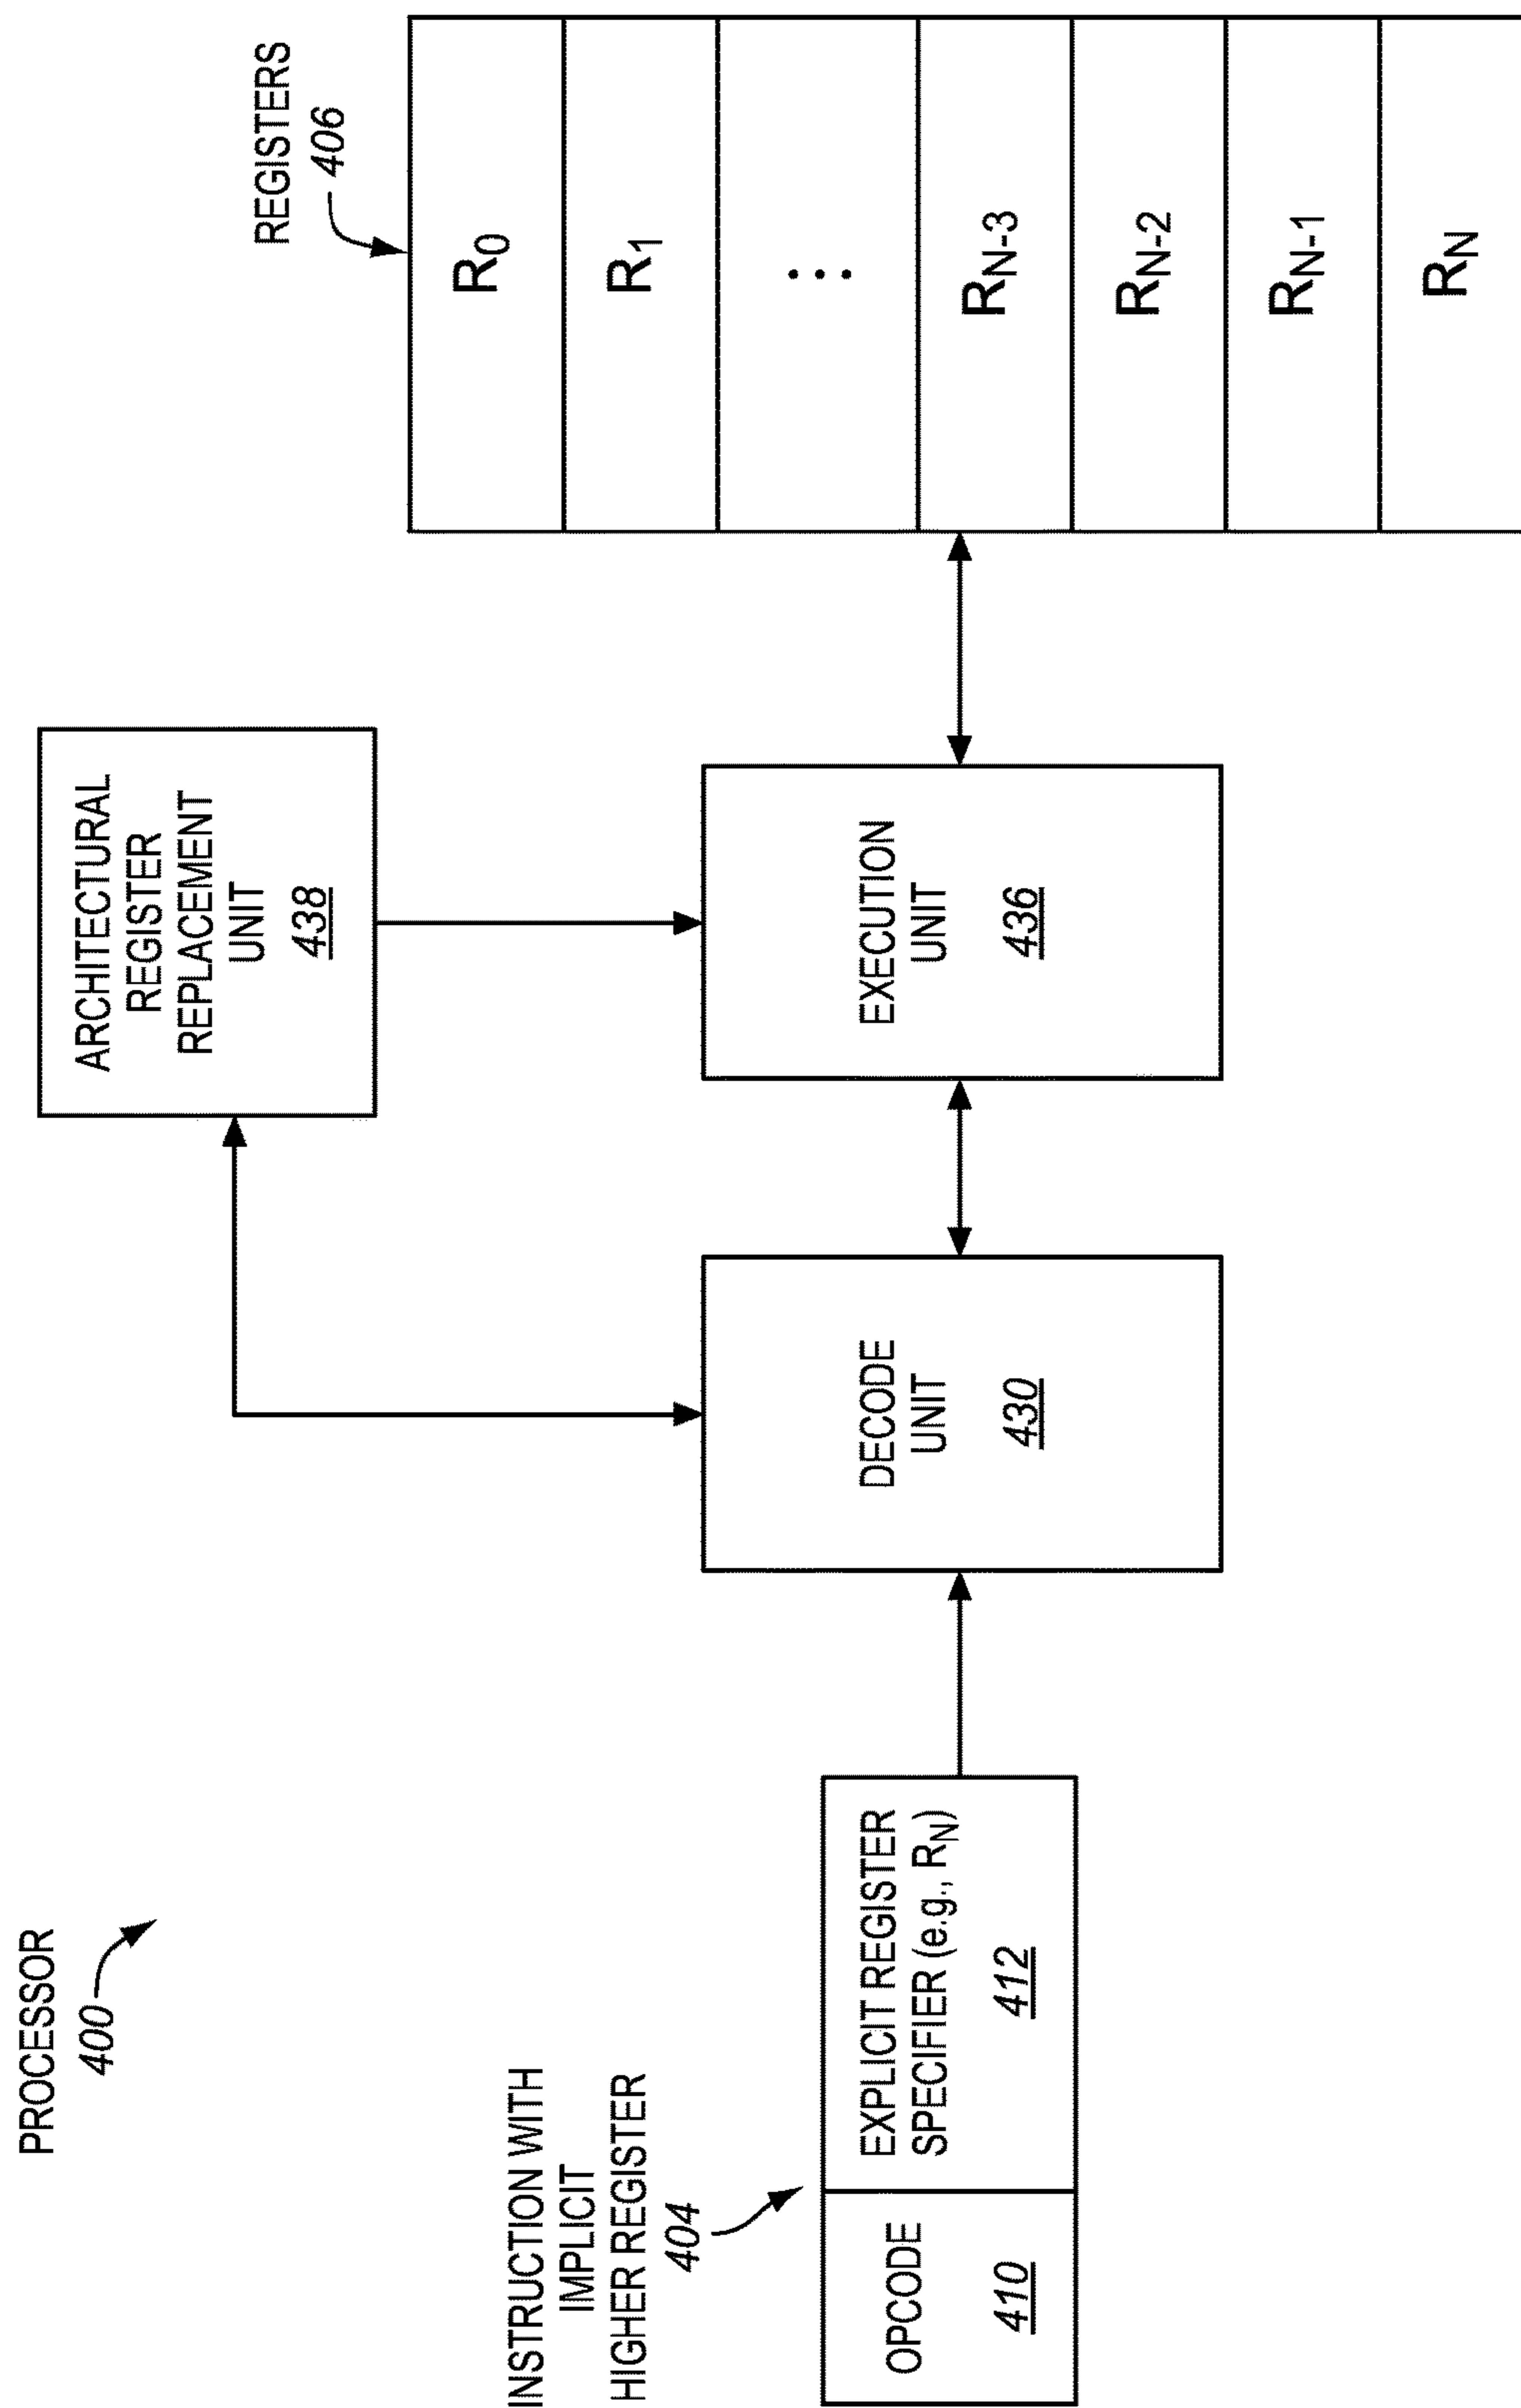 PROCESSOR
400
INSTRUCTION WITH
IMPLICIT
HIGHER REGISTER
404
OPCODE
410
EXPLICIT REGISTER
SPECIFIER (e.g., RN)
412
DECODE
UNIT
430
ARCHITECTURAL
REGISTER
REPLACEMENT
UNIT
438
EXECUTION
UNIT
436
REGISTERS
406
R0
R1
⋮
RN-3
RN-2
RN-1
RN